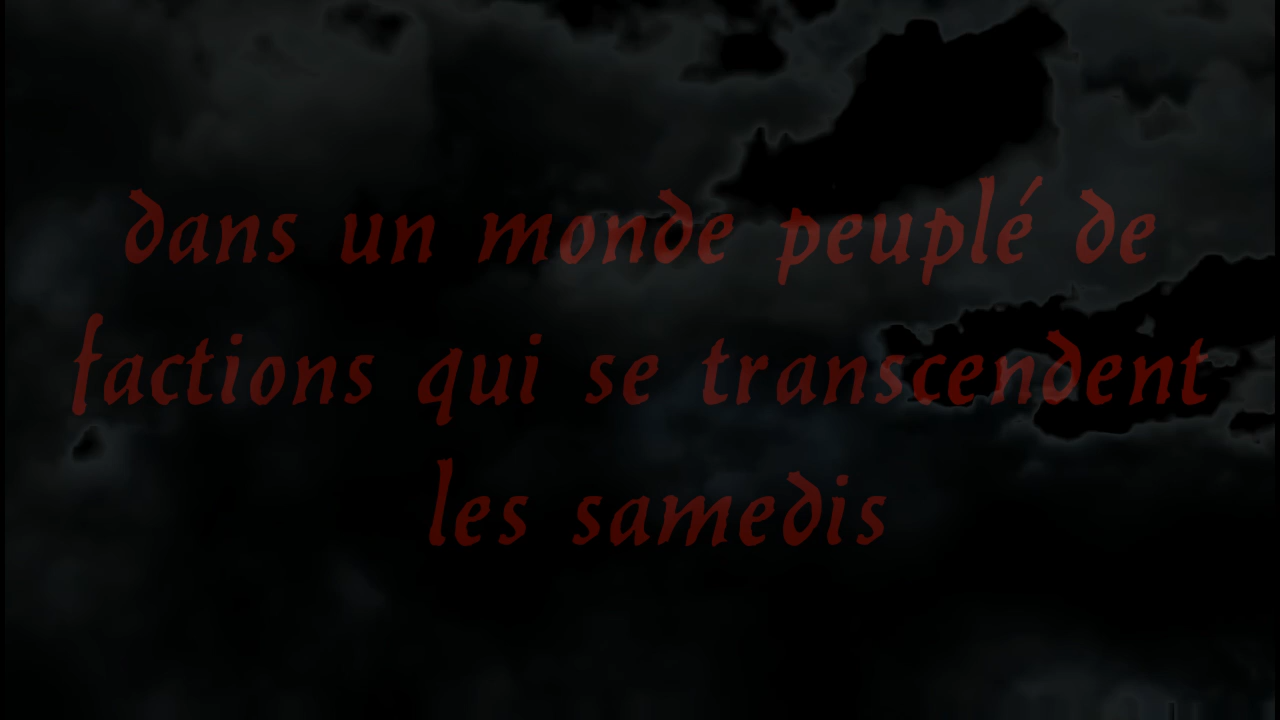 dans un monde peuplé de
factions qui se transcendent
les samedis